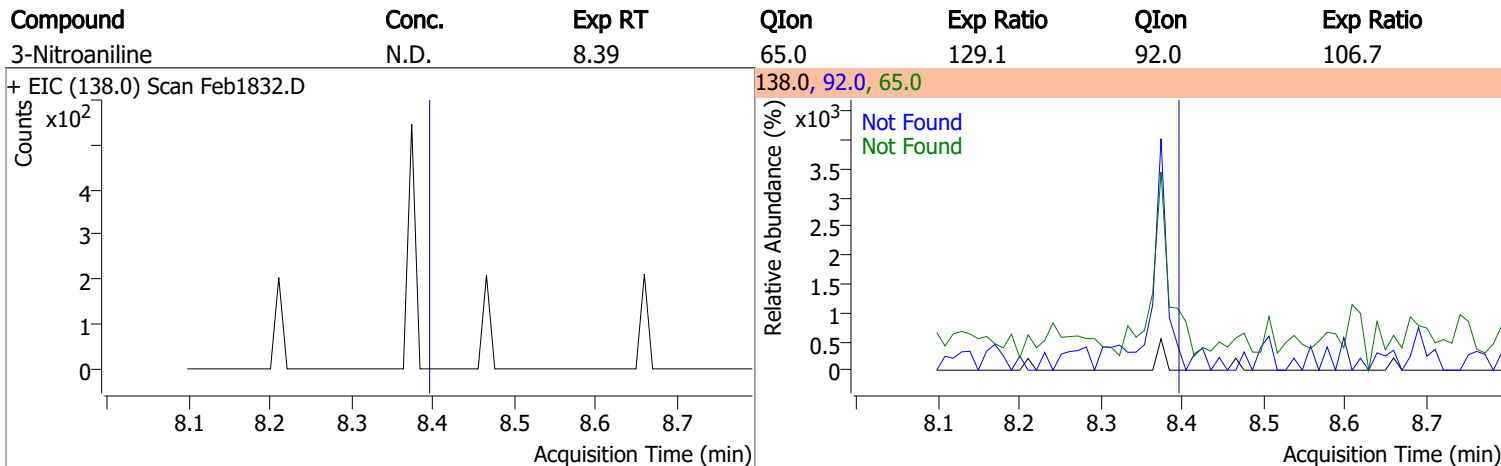 Compound Conc. Exp RT QIon Exp Ratio QIon Exp Ratio
3-Nitroaniline N.D. 8.39 65.0 129.1 92.0 106.7
+ EIC (138.0) Scan Feb1832.D
Counts
x10²
4
3
2
1
0
8.1 8.2 8.3 8.4 8.5 8.6 8.7
Acquisition Time (min)
138.0, 92.0, 65.0
Relative Abundance (%)
x10³
Not Found
Not Found
3.5
3
2.5
2
1.5
1
0.5
0
8.1 8.2 8.3 8.4 8.5 8.6 8.7
Acquisition Time (min)